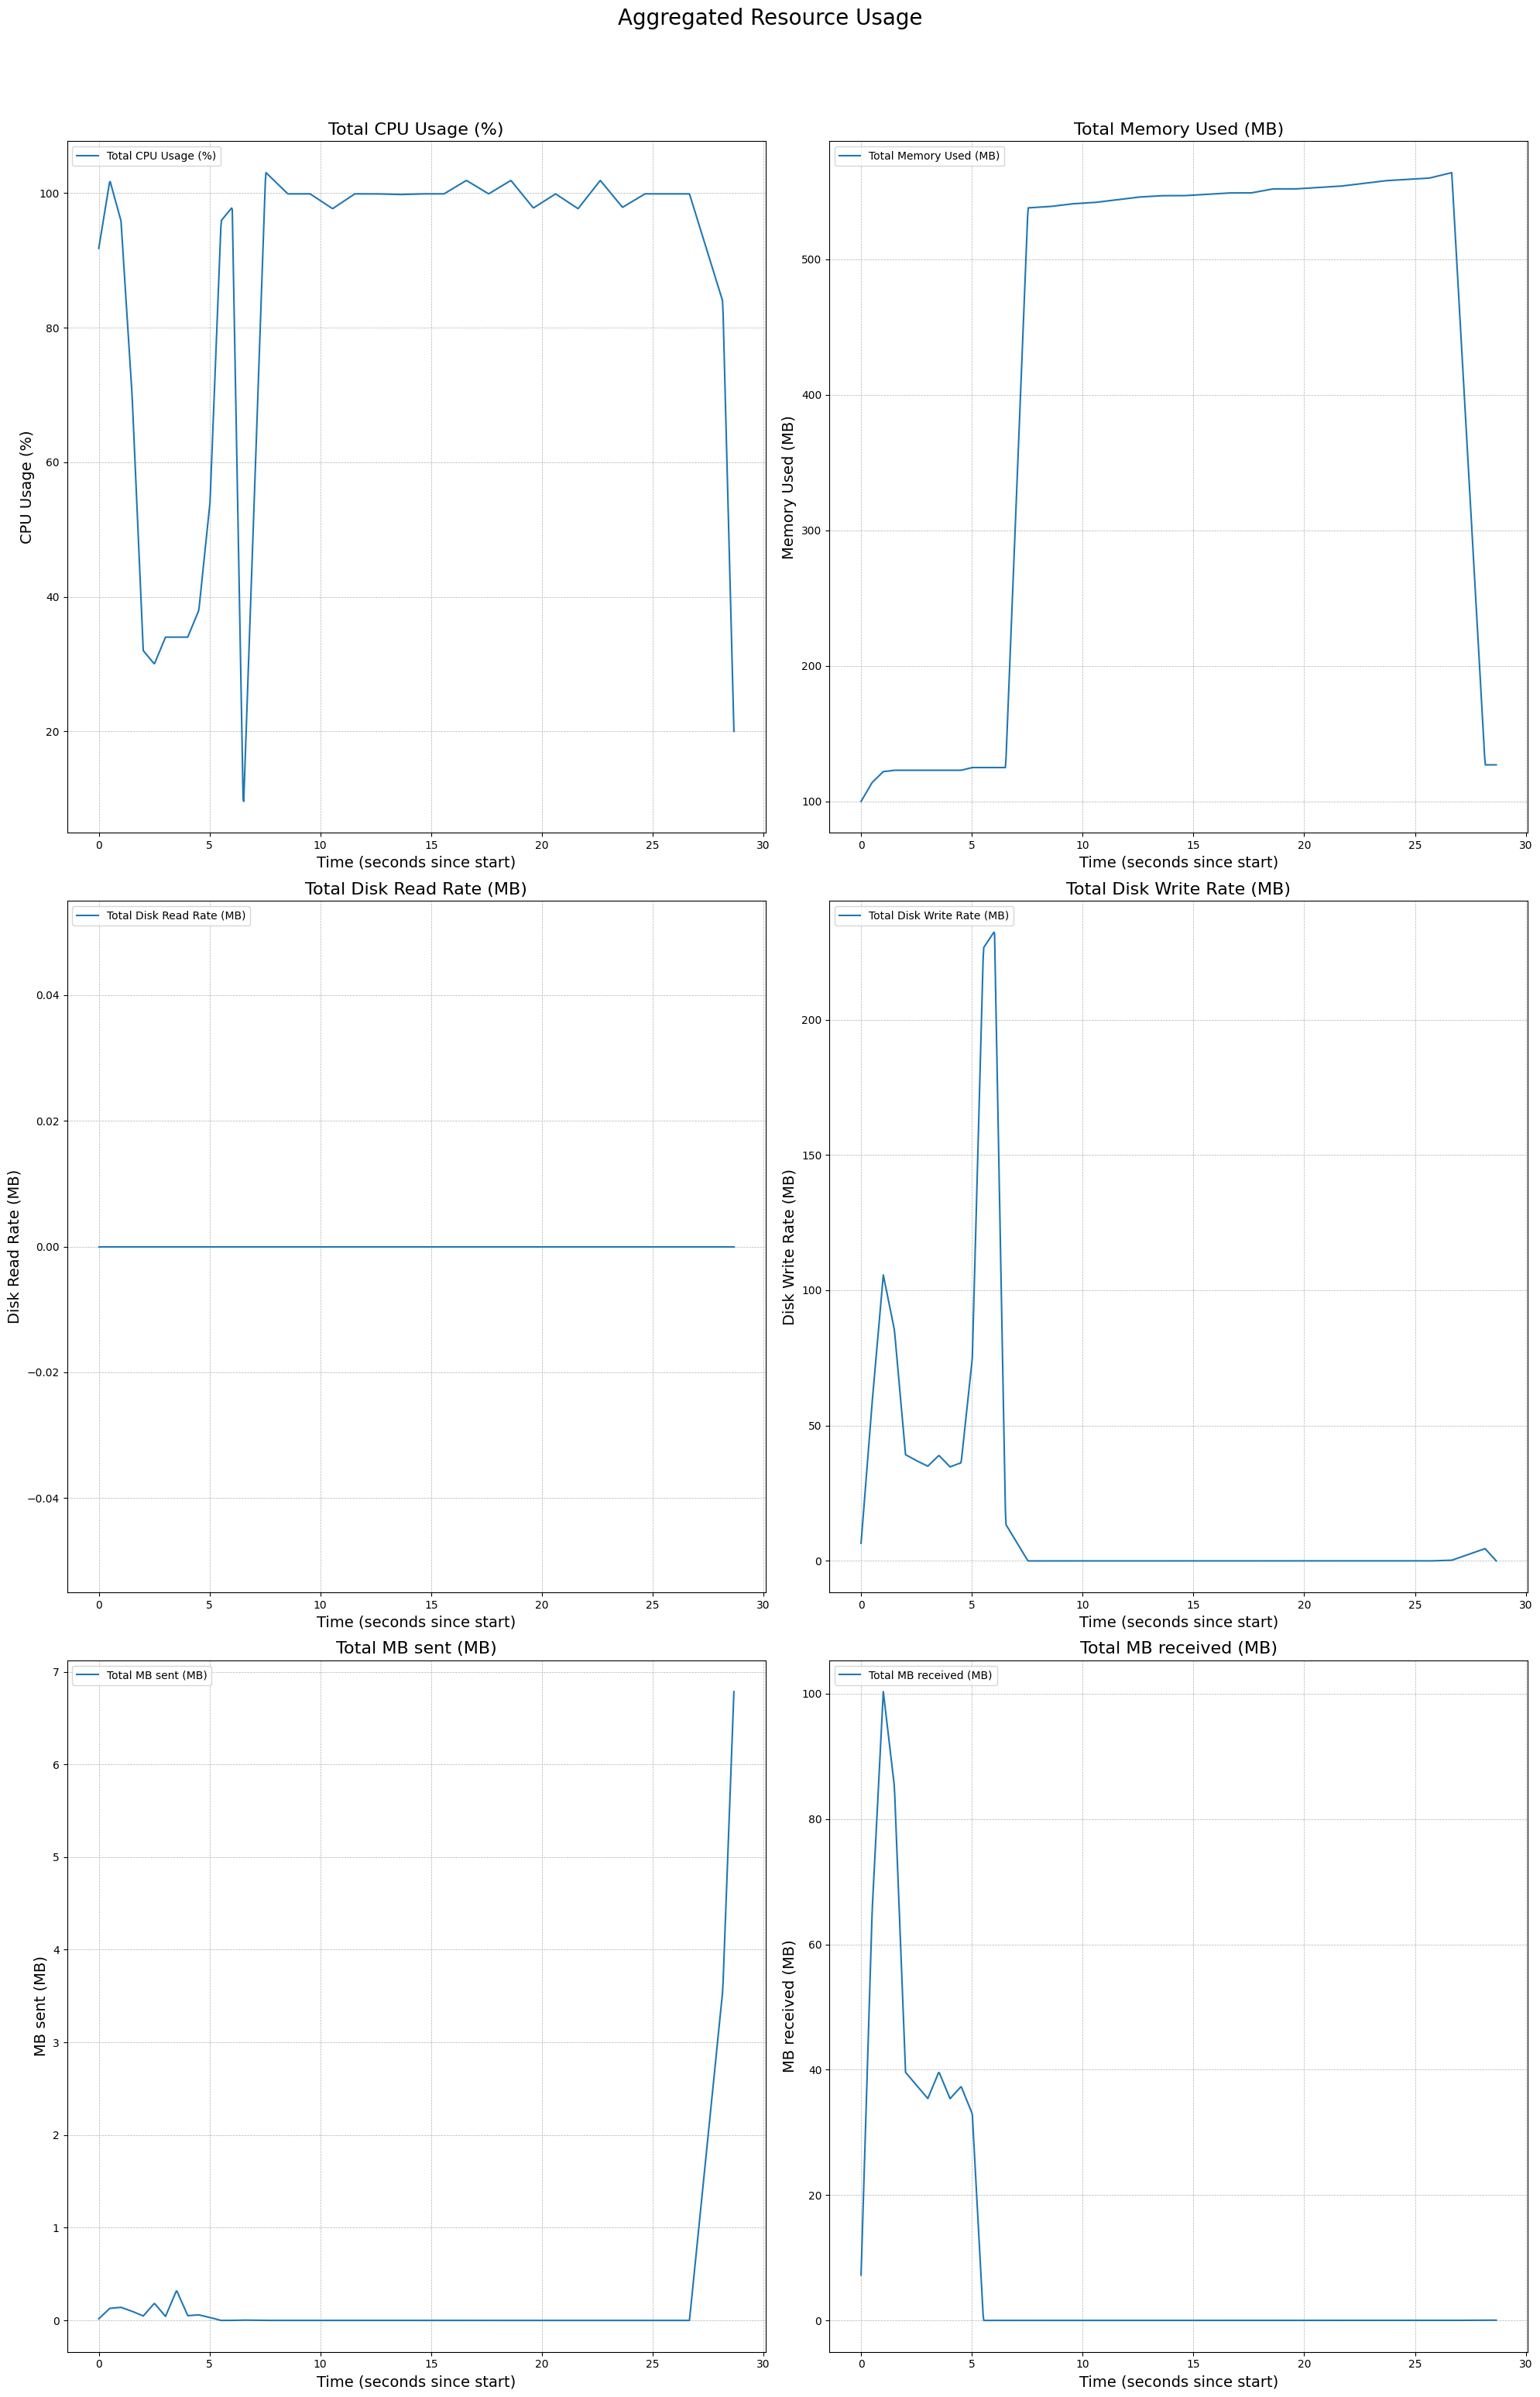 Aggregated Resource Usage
Total CPU Usage (%)
Total CPU Usage (%)
CPU Usage (%)
100
80
60
40
20
0 5 10 15 20 25 30
Time (seconds since start)
Total Memory Used (MB)
Total Memory Used (MB)
Memory Used (MB)
500
400
300
200
100
0 5 10 15 20 25 30
Time (seconds since start)
Total Disk Read Rate (MB)
Total Disk Read Rate (MB)
Disk Read Rate (MB)
0.04
0.02
0.00
−0.02
−0.04
0 5 10 15 20 25 30
Time (seconds since start)
Total Disk Write Rate (MB)
Total Disk Write Rate (MB)
Disk Write Rate (MB)
200
150
100
50
0
0 5 10 15 20 25 30
Time (seconds since start)
Total MB sent (MB)
Total MB sent (MB)
MB sent (MB)
7
6
5
4
3
2
1
0
0 5 10 15 20 25 30
Time (seconds since start)
Total MB received (MB)
Total MB received (MB)
MB received (MB)
100
80
60
40
20
0
0 5 10 15 20 25 30
Time (seconds since start)